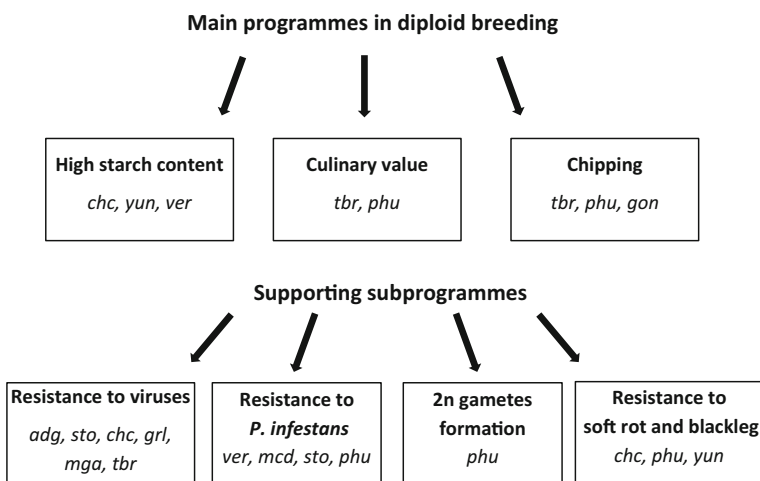 Main programmes in diploid breeding
High starch content
chc, yun, ver
Culinary value
tbr, phu
Chipping
tbr, phu, gon
Supporting subprogrammes
Resistance to viruses
adg, sto, chc, grl,
mga, tbr
Resistance to
P. infestans
ver, mcd, sto, phu
2n gametes
formation
phu
Resistance to
soft rot and blackleg
chc, phu, yun